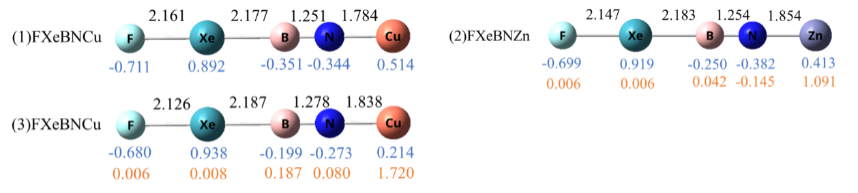 2.161 2.177 1.251 1.784
(1)FXeBNCu F Xe B N Cu
-0.711 0.892 -0.351 -0.344 0.514
2.147 2.183 1.254 1.854
(2)FXeBNZn F Xe B N Zn
-0.699 0.919 -0.250 -0.382 0.413
0.006 0.006 0.042 -0.145 1.091
2.126 2.187 1.278 1.838
(3)FXeBNCu F Xe B N Cu
-0.680 0.938 -0.199 -0.273 0.214
0.006 0.008 0.187 0.080 1.720